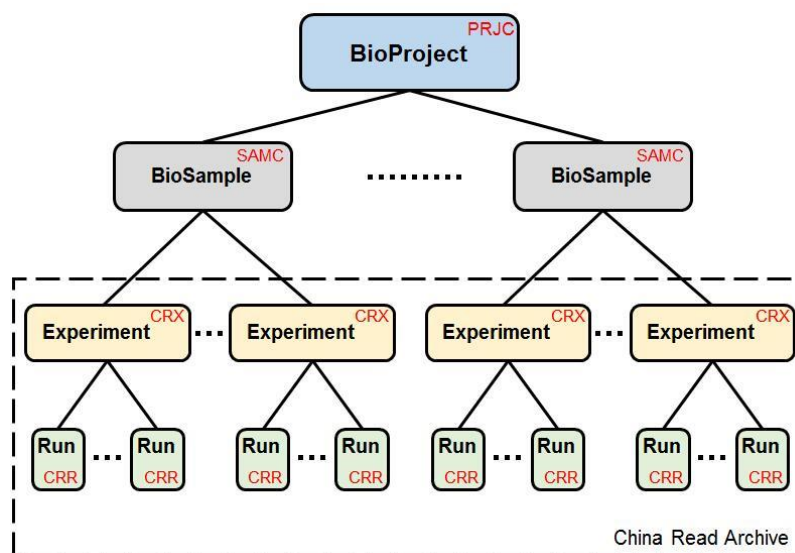 PRJC
BioProject
SAMC
BioSample
.........
SAMC
BioSample
CRX
Experiment
...
CRX
Experiment
CRX
Experiment
...
CRX
Experiment
Run
CRR
...
Run
CRR
Run
CRR
...
Run
CRR
Run
CRR
...
Run
CRR
Run
CRR
...
Run
CRR
China Read Archive